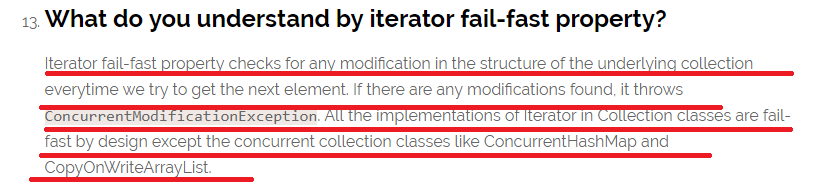 13. What do you understand by iterator fail-fast property?
Iterator fail-fast property checks for any modification in the structure of the underlying collection
everytime we try to get the next element. If there are any modifications found, it throws
ConcurrentModificationException. All the implementations of Iterator in Collection classes are fail-
fast by design except the concurrent collection classes like ConcurrentHashMap and
CopyOnWriteArrayList.